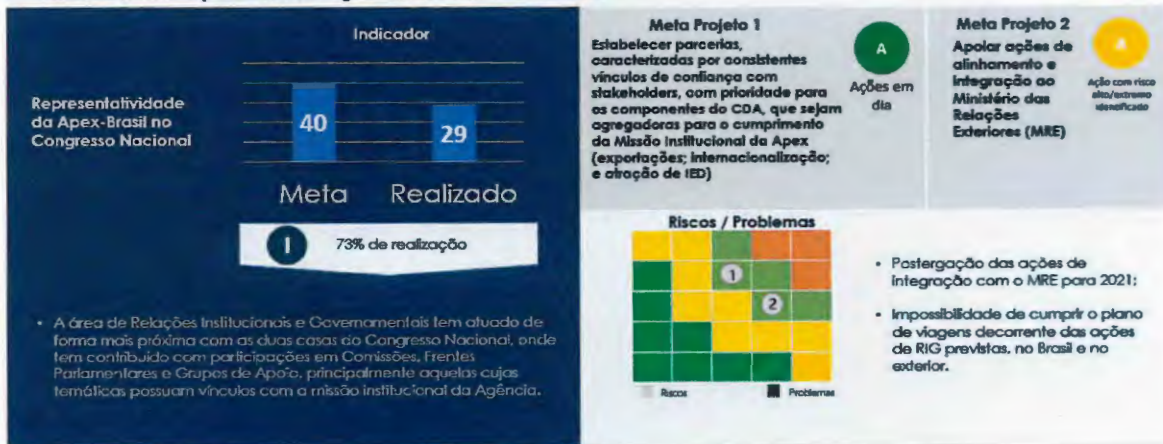 Indicador
Representatividade
da Apex-Brasil no
Congresso Nacional
40
29
Meta
Realizado
I
73% de realização
• A área de Relações Institucionais e Governamentais tem atuado de
forma mais próxima com as duas casas do Congresso Nacional, onde
tem contribuído com participações em Comissões, Frentes
Parlamentares e Grupos de Apoio, principalmente aquelas cujas
temáticas possuam vínculos com a missão institucional da Agência.
Meta Projeto 1
Estabelecer parcerias,
caracterizadas por consistentes
vínculos de confiança com
stakeholders, com prioridade para
os componentes do CDA, que sejam
agregadoras para o cumprimento
da Missão Institucional da Apex
(exportações; internacionalização;
e atração de IED)
A
Ações em
dia
Meta Projeto 2
Apoiar ações de
alinhamento e
integração ao
Ministério das
Relações
Exteriores (MRE)
Ação com risco
alto/extremo
identificado
Riscos / Problemas
1
2
Riscos
Problemas
• Postergação das ações de
integração com o MRE para 2021;
• Impossibilidade de cumprir o plano
de viagens decorrente das ações
de RIG previstas, no Brasil e no
exterior.